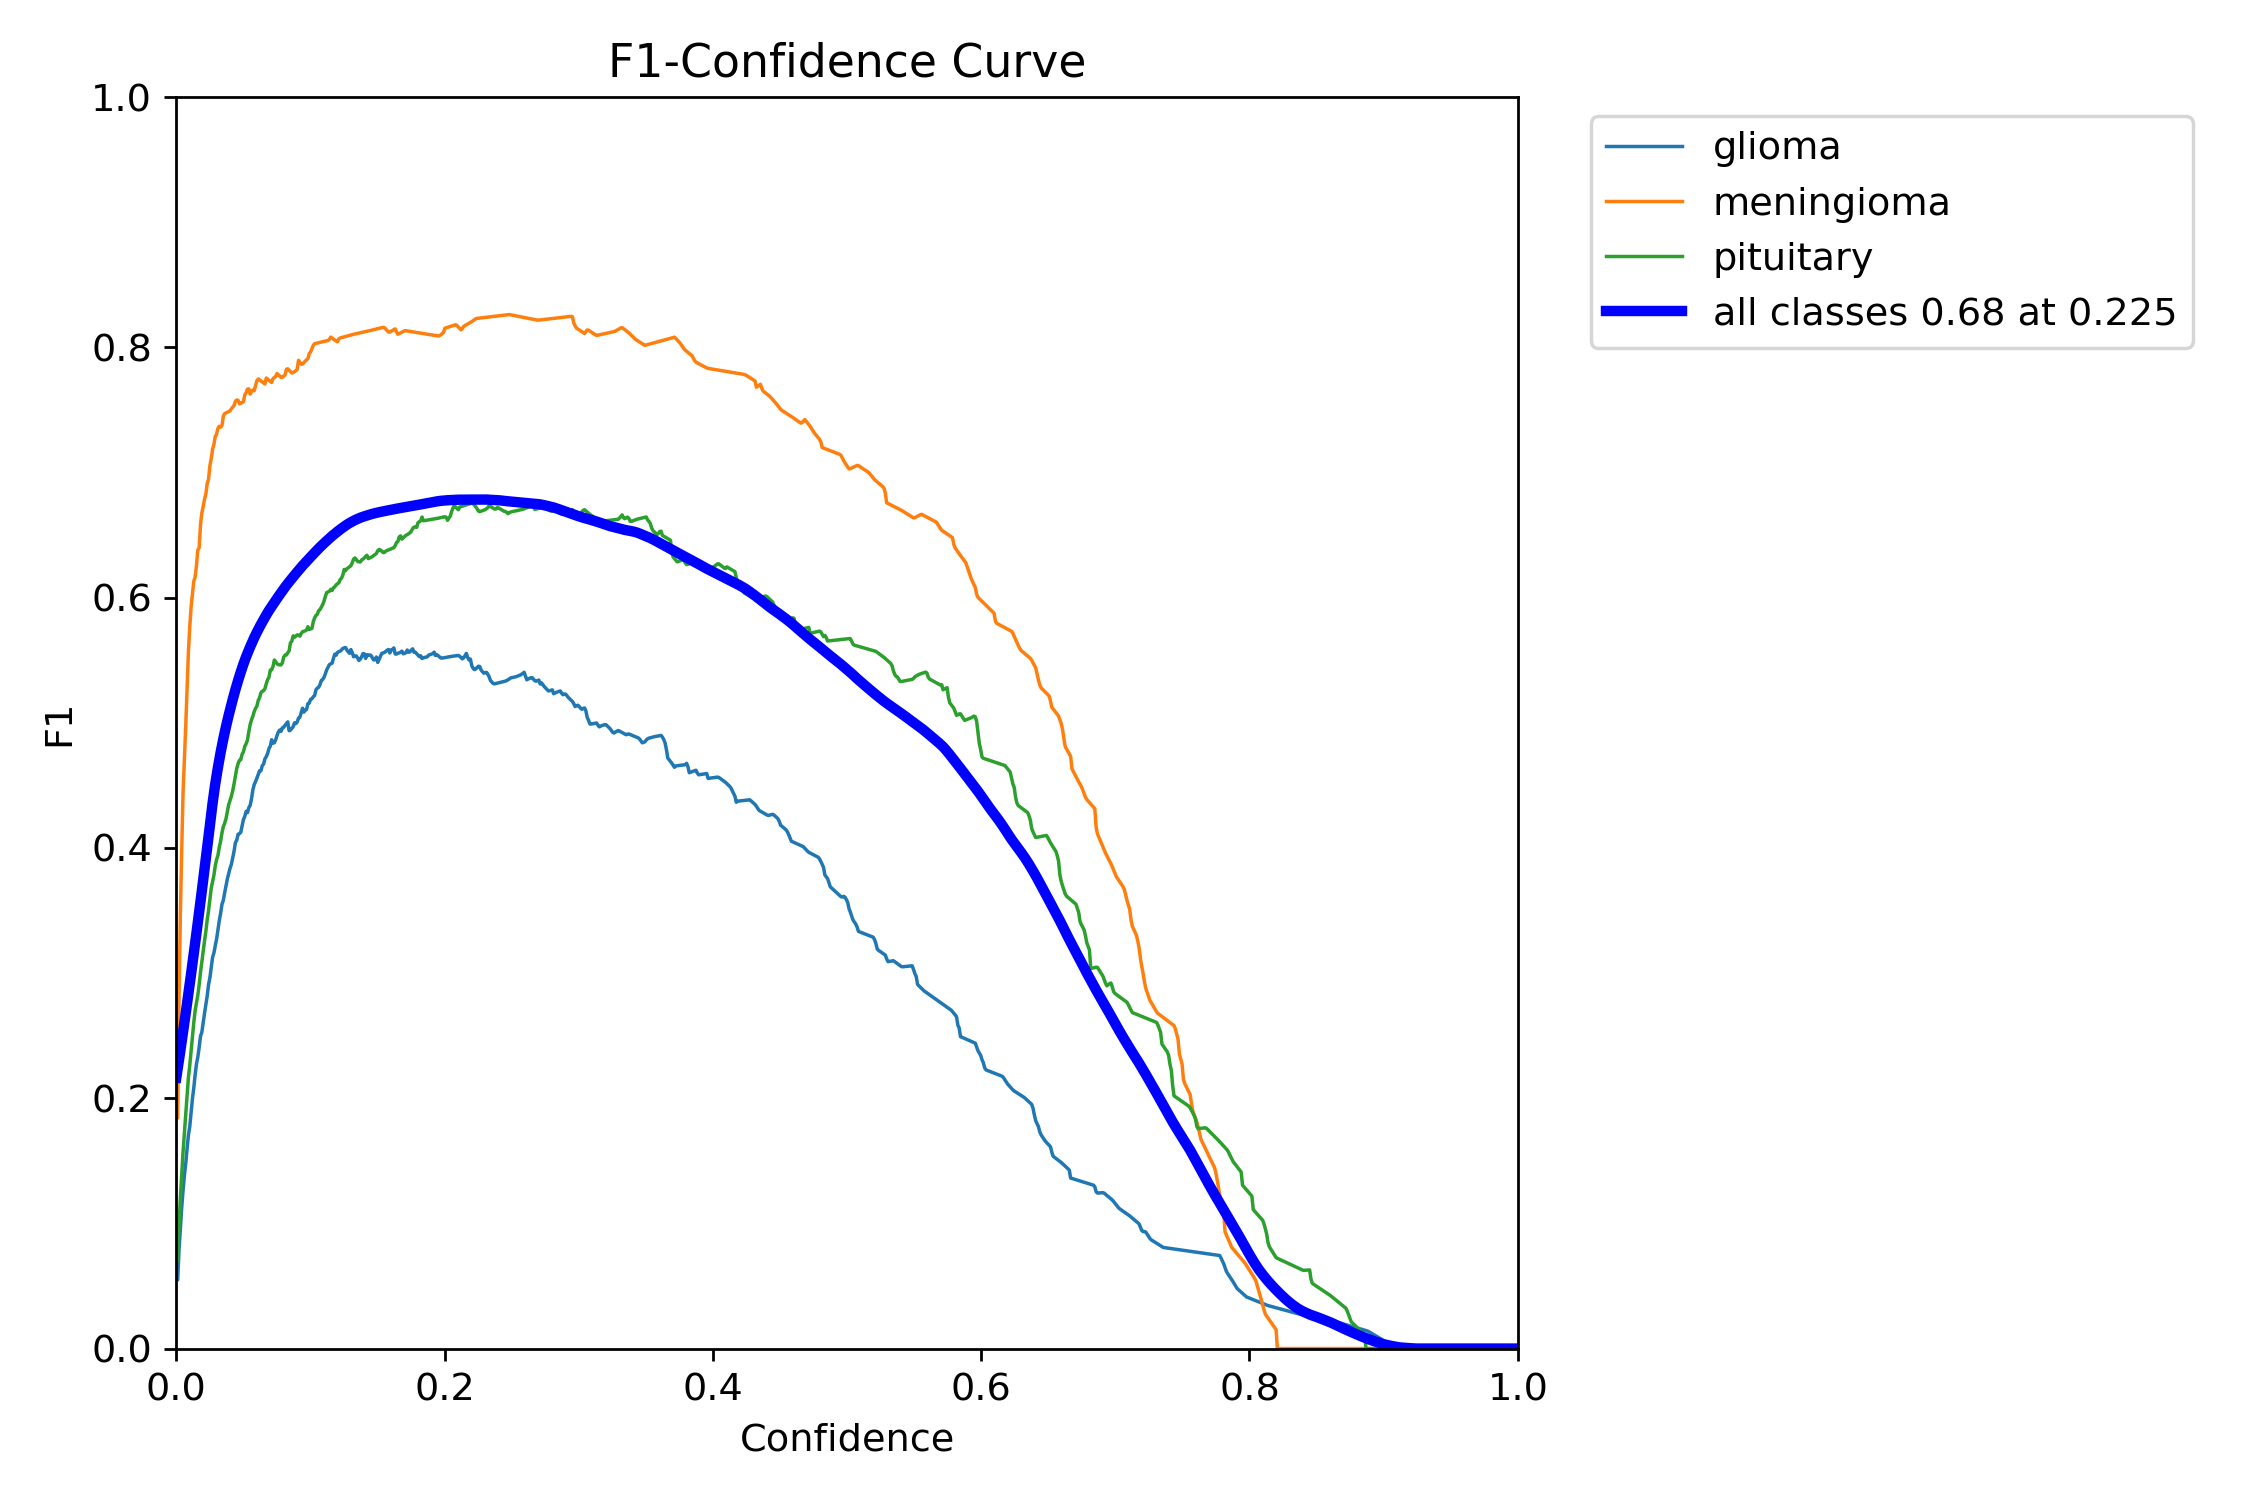 F1-Confidence Curve
1.0
0.8
0.6
0.4
0.2
0.0
F1
0.0 0.2 0.4 0.6 0.8 1.0
Confidence
glioma
meningioma
pituitary
all classes 0.68 at 0.225